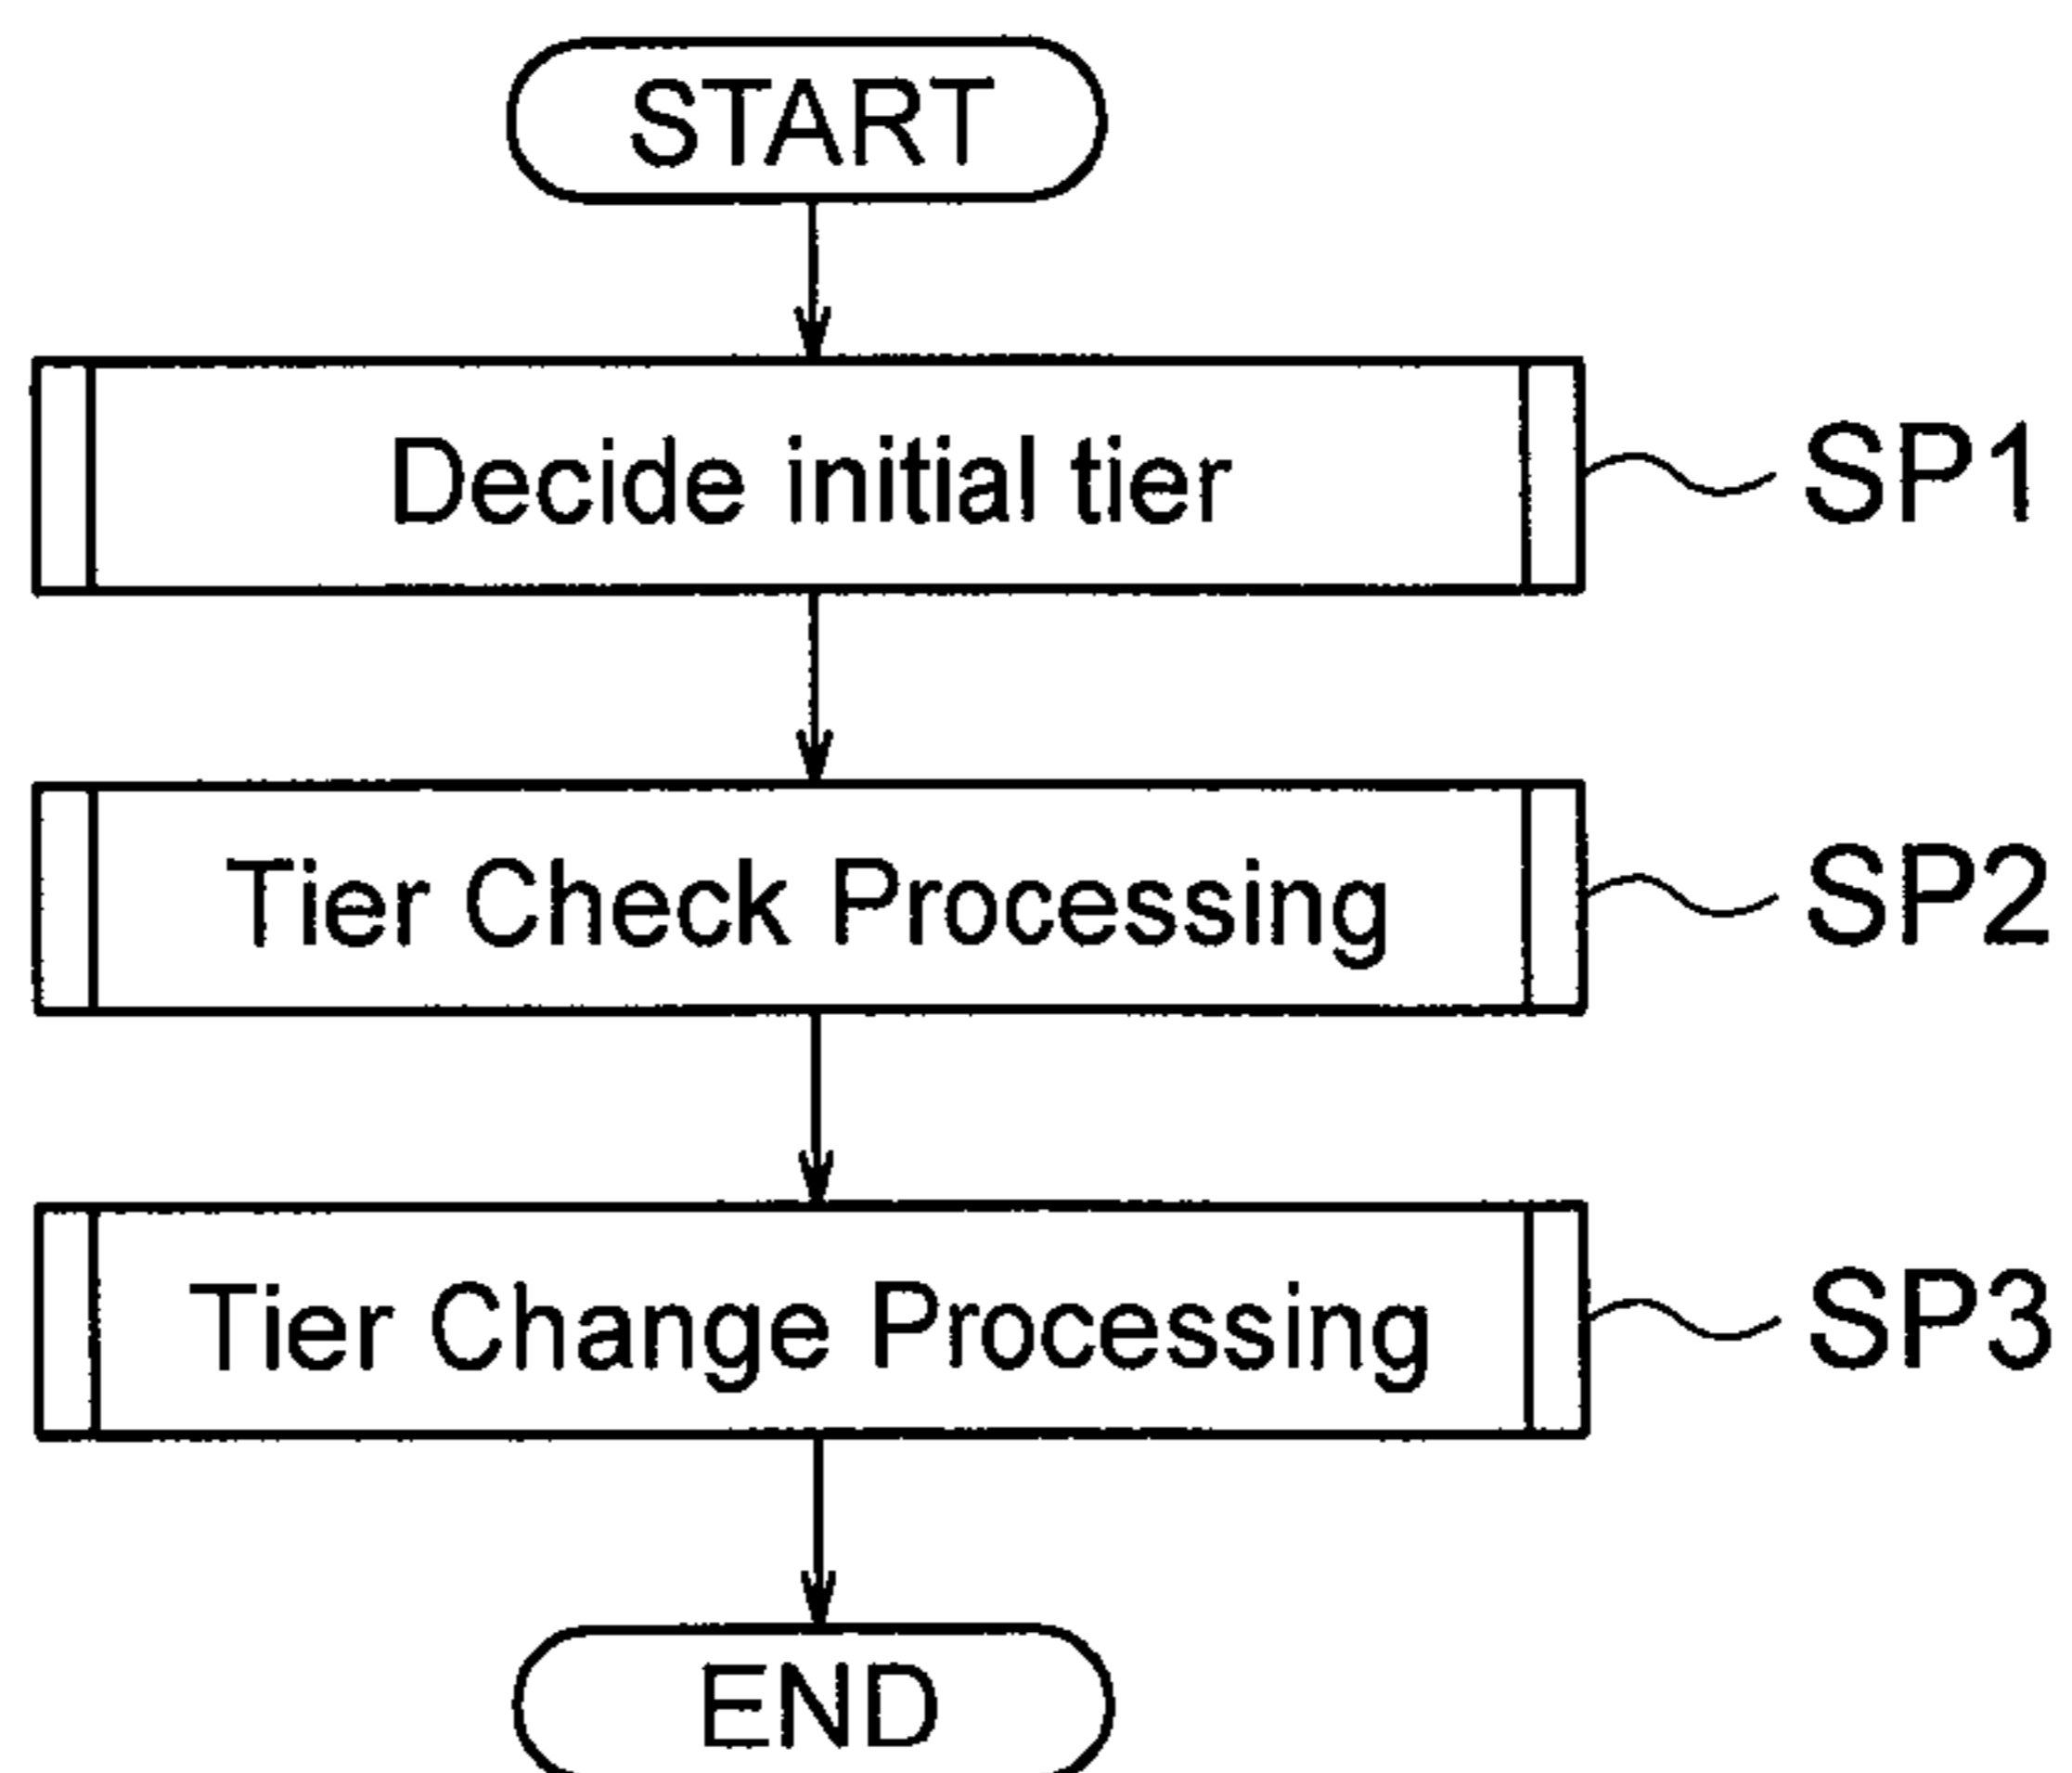 START
Decide initial tier
SP1
Tier Check Processing
SP2
Tier Change Processing
SP3
END